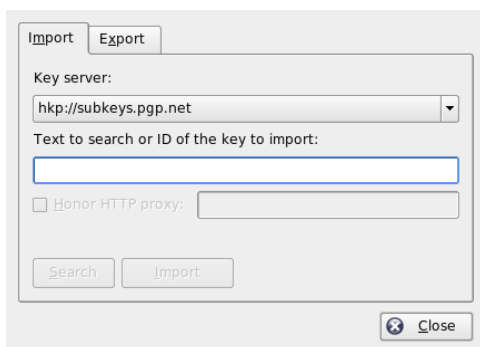 Import Export
Key server:
hkp://subkeys.pgp.net
Text to search or ID of the key to import:
Honor HTTP proxy:
Search Import
Close